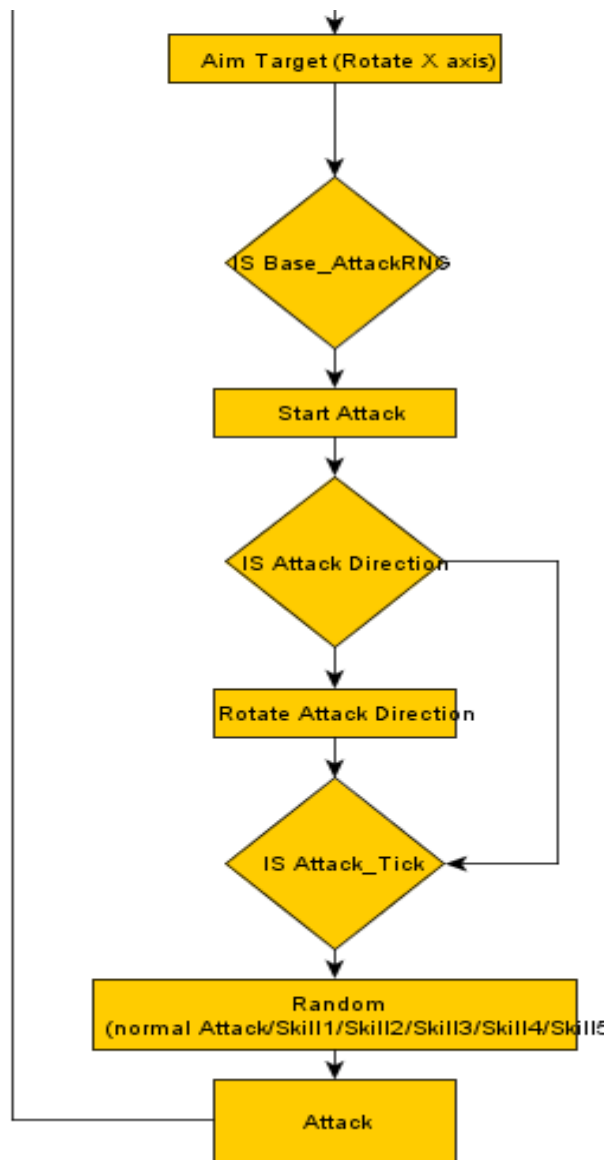 Aim Target (Rotate X axis)
IS Base_AttackRNG
Start Attack
IS Attack Direction
Rotate Attack Direction
IS Attack_Tick
Random
(normal Attack/Skill1/Skill2/Skill3/Skill4/Skill5
Attack